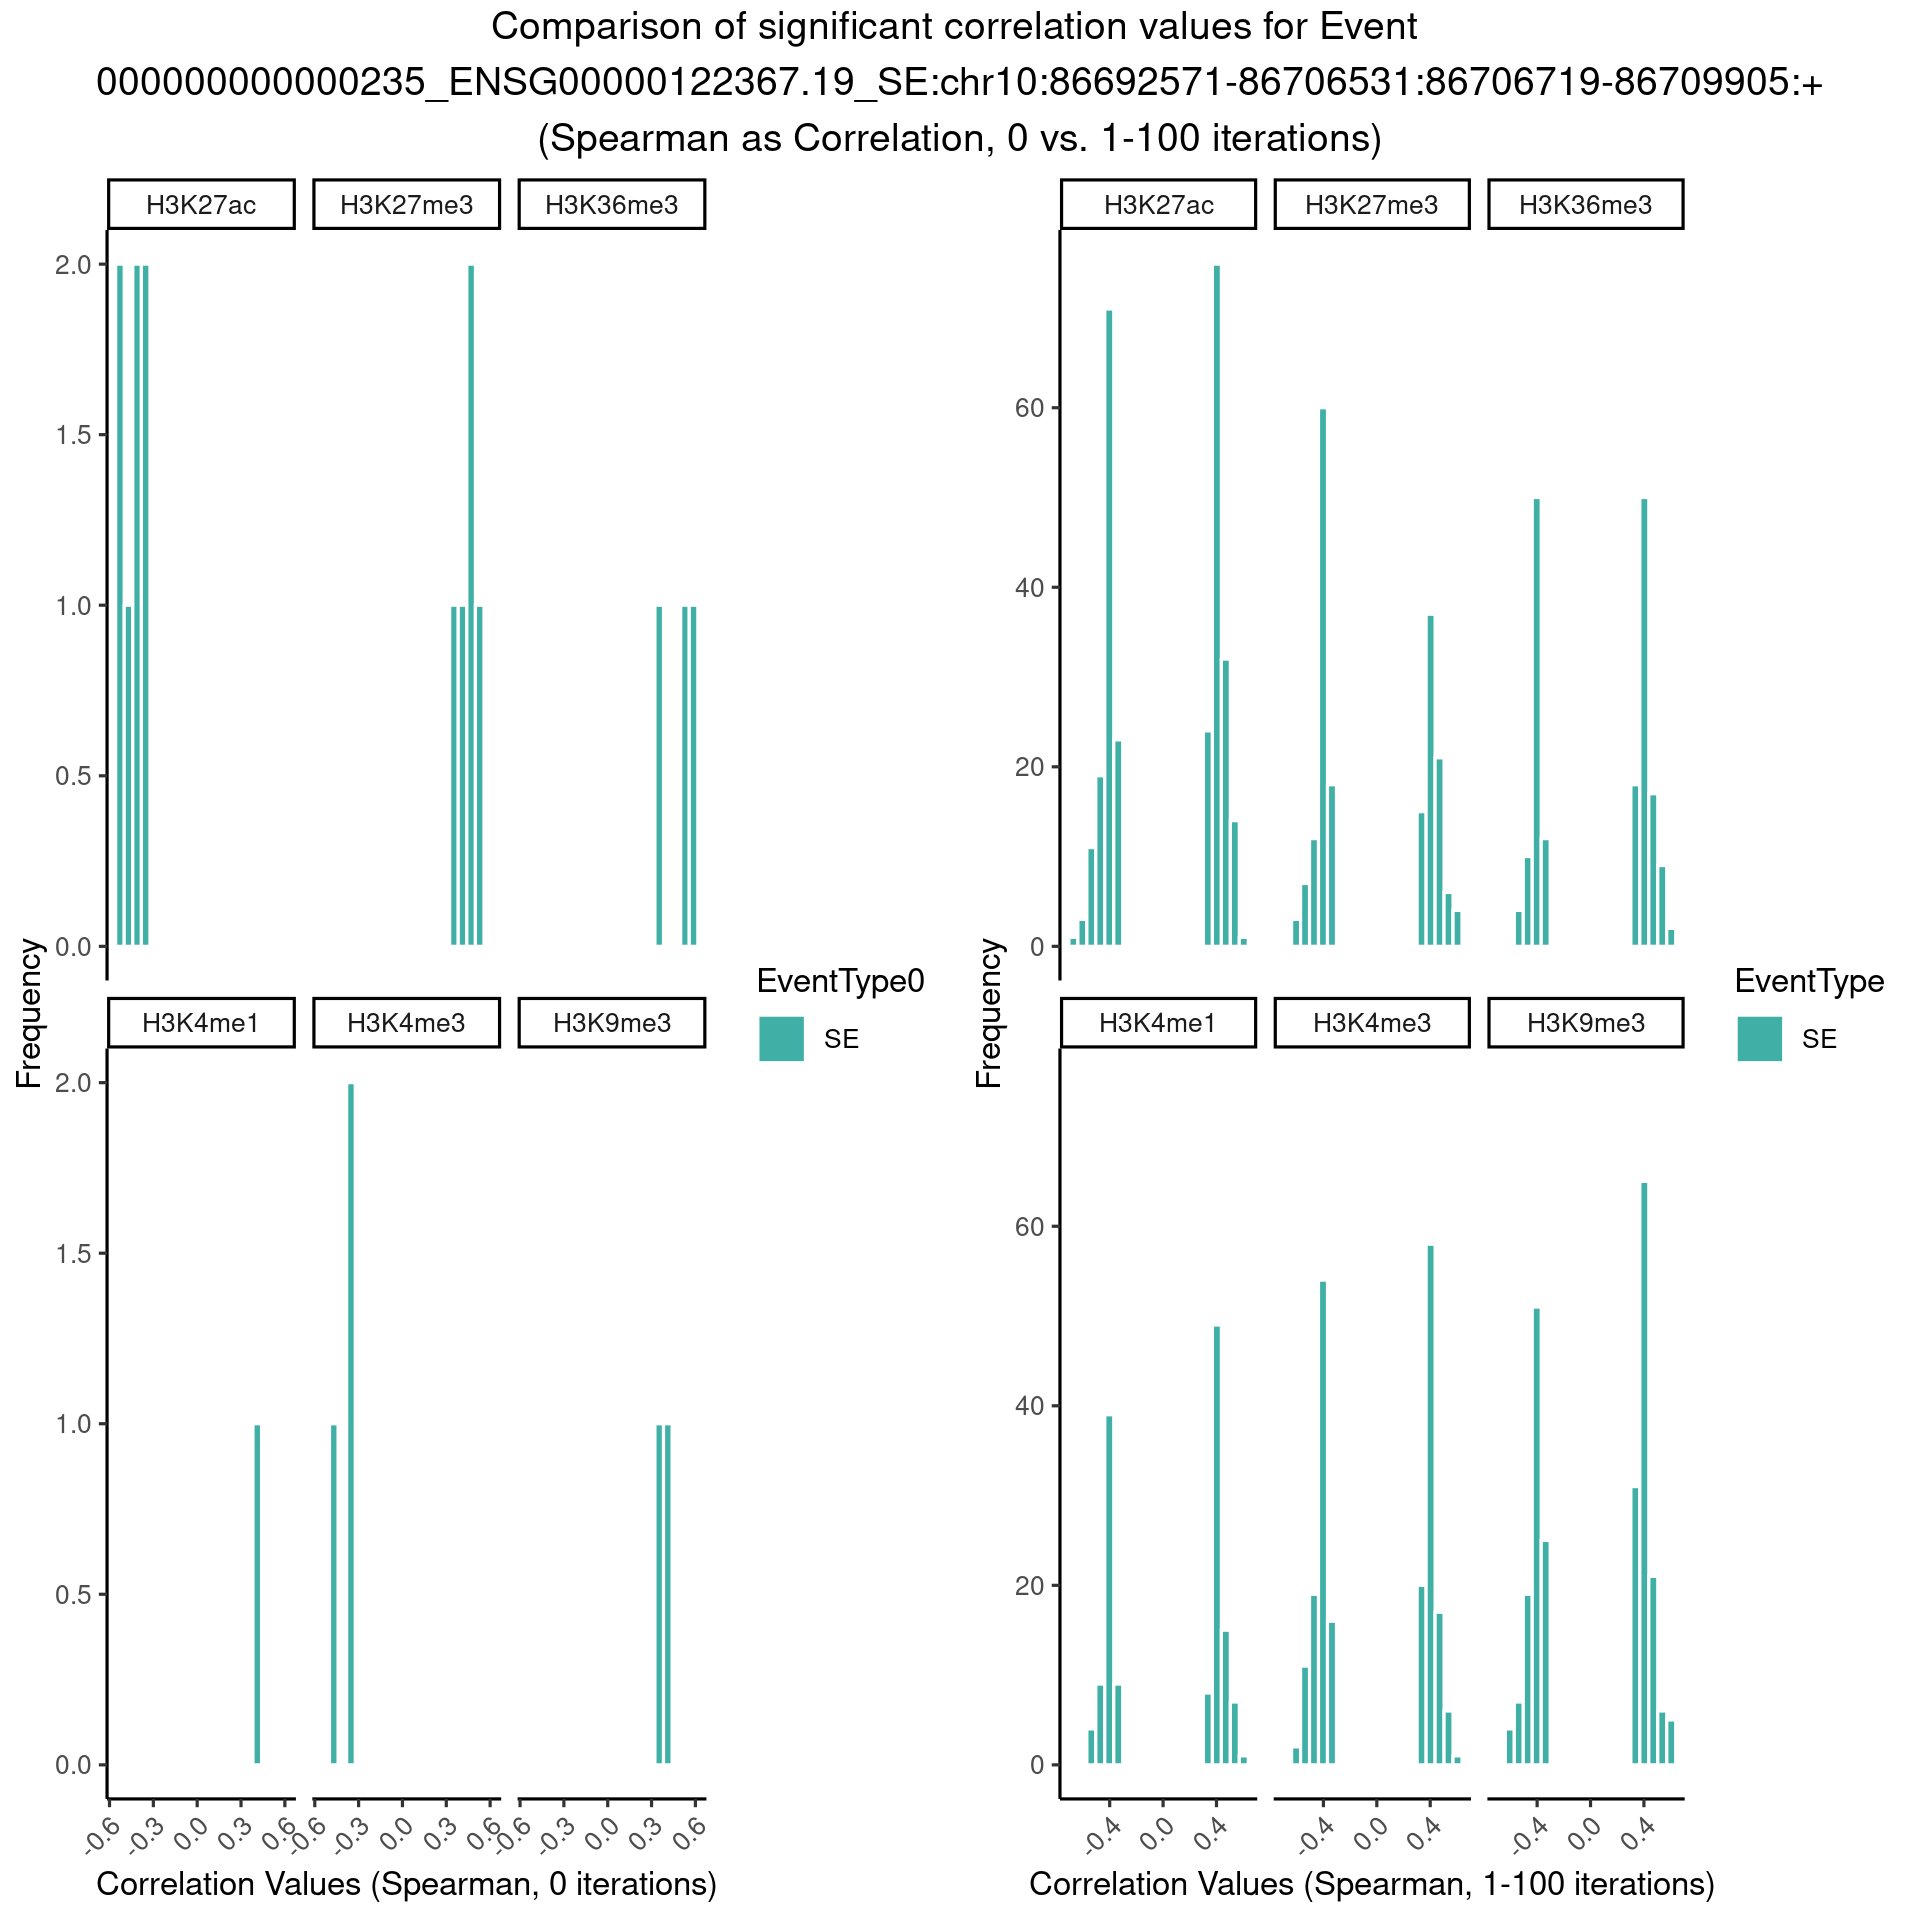 Comparison of significant correlation values for Event
000000000000235_ENSG00000122367.19_SE:chr10:86692571-86706531:86706719-86709905:+
(Spearman as Correlation, 0 vs. 1-100 iterations)
H3K27ac H3K27me3 H3K36me3
2.0
1.5
1.0
0.5
0.0
H3K4me1 H3K4me3 H3K9me3
2.0
1.5
1.0
0.5
0.0
-0.6 -0.3 0.0 0.3 0.6 -0.6 -0.3 0.0 0.3 0.6 -0.6 -0.3 0.0 0.3 0.6
Frequency
Correlation Values (Spearman, 0 iterations)
EventType0
SE
H3K27ac H3K27me3 H3K36me3
60
40
20
0
H3K4me1 H3K4me3 H3K9me3
60
40
20
0
-0.4 0.0 0.4 -0.4 0.0 0.4 -0.4 0.0 0.4
Frequency
Correlation Values (Spearman, 1-100 iterations)
EventType
SE